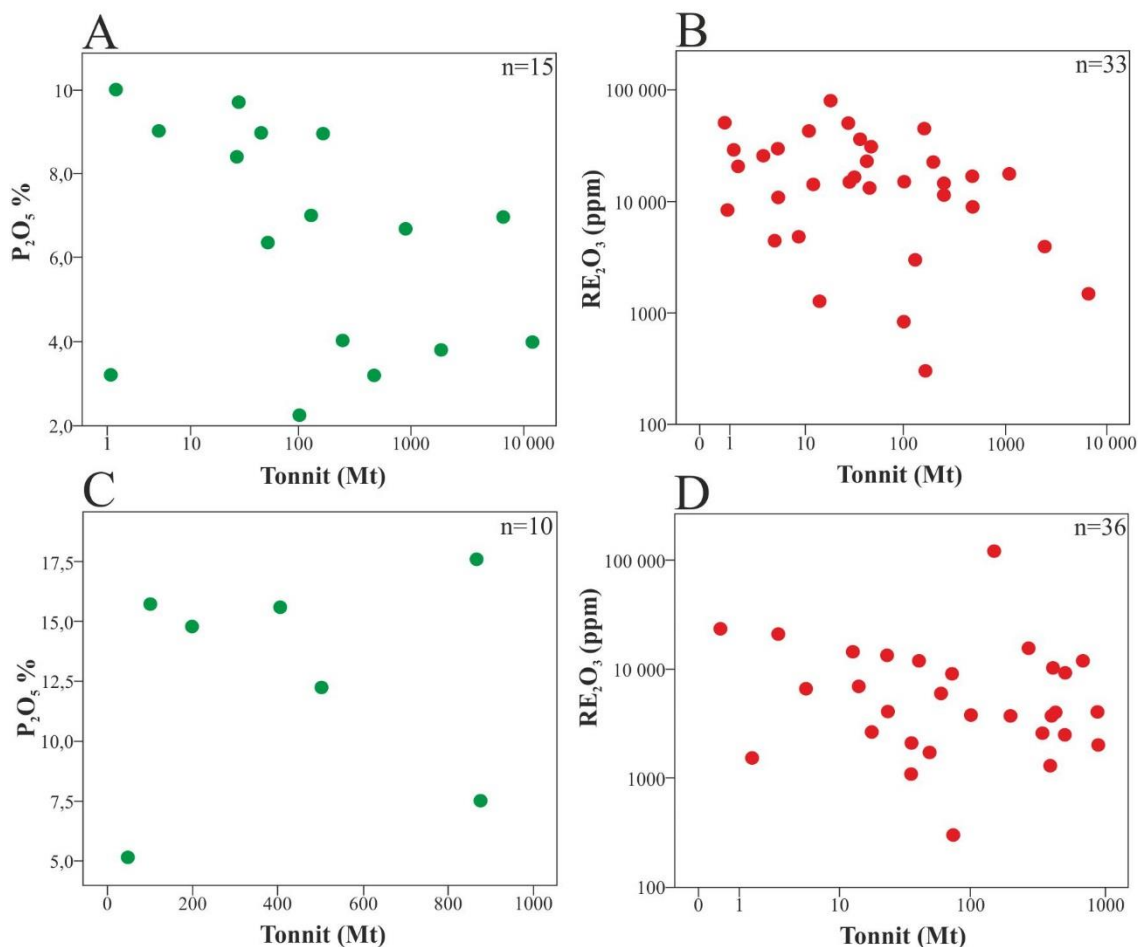 A
n=15
P₂O₅ %
10
8,0
6,0
4,0
2,0
1 10 100 1000 10 000
Tonnit (Mt)
B
n=33
RE₂O₃ (ppm)
100 000
10 000
1000
100
0 1 10 100 1000 10 000
Tonnit (Mt)
C
n=10
P₂O₅ %
17,5
15,0
12,5
10,0
7,5
5,0
0 200 400 600 800 1000
Tonnit (Mt)
D
n=36
RE₂O₃ (ppm)
100 000
10 000
1000
100
0 1 10 100 1000
Tonnit (Mt)